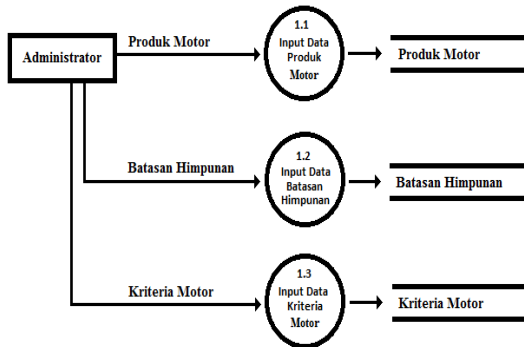 Administrator
Produk Motor
1.1
Input Data
Produk
Motor
Produk Motor
Batasan Himpunan
1.2
Input Data
Batasan
Himpunan
Batasan Himpunan
Kriteria Motor
1.3
Input Data
Kriteria
Motor
Kriteria Motor